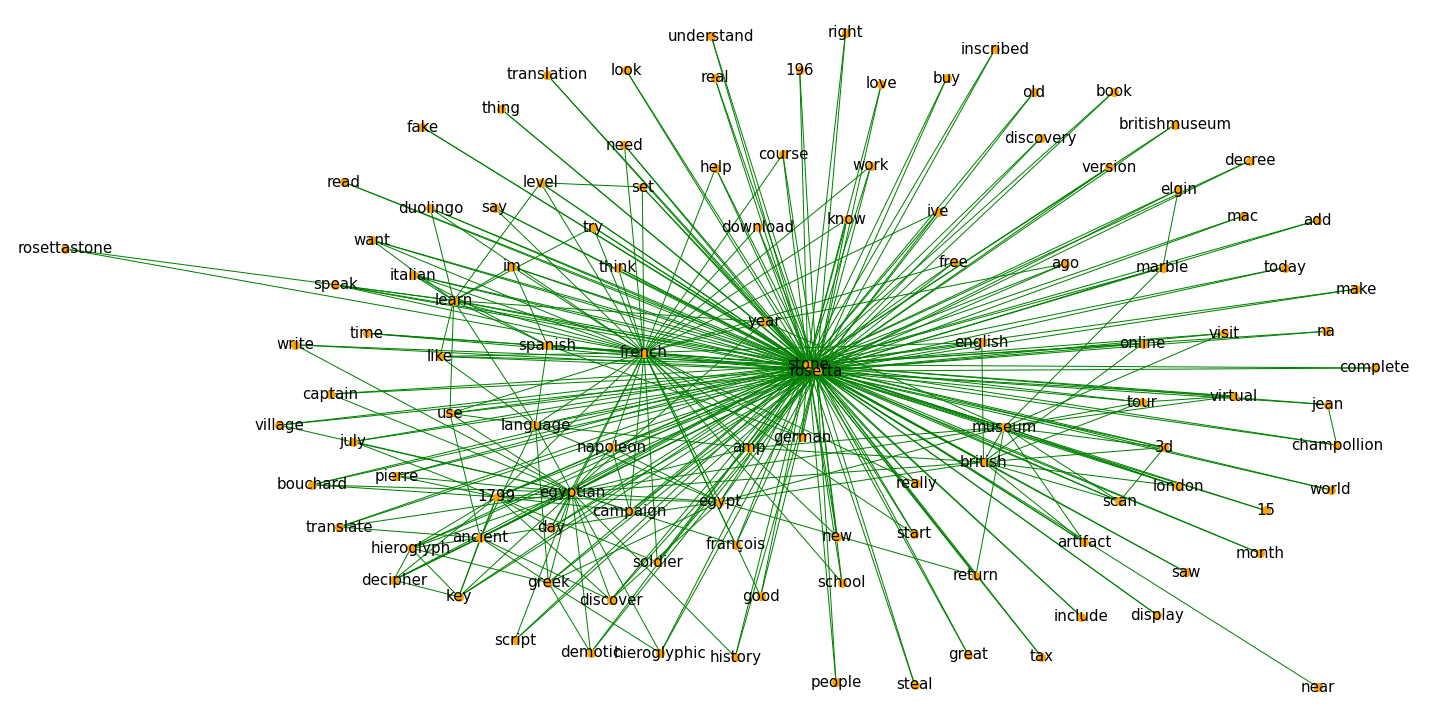 right
understand
inscribed
look
196
translation
real
buy
love
book
old
thing
britishmuseum
fake
discovery
need
course
decree
help
work
version
read
level
set
elgin
duolingo
say
mac
ive
know
add
try
download
want
rosettastone
free
ago
im
think
marble
today
italian
speak
make
learn
year
na
time
visit
english
online
write
spanish
french
like
stone
complete
rosetta
captain
virtual
tour
jean
use
village
language
museum
german
july
champollion
napoleon
amp
3d
british
pierre
bouchard
really
london
world
egyptian
1799
egypt
scan
15
campaign
translate
day
start
ancient
new
artifact
françois
hieroglyph
month
soldier
saw
return
decipher
greek
school
key
good
discover
include
display
script
demotic
hieroglyphic
great
history
tax
people
steal
near